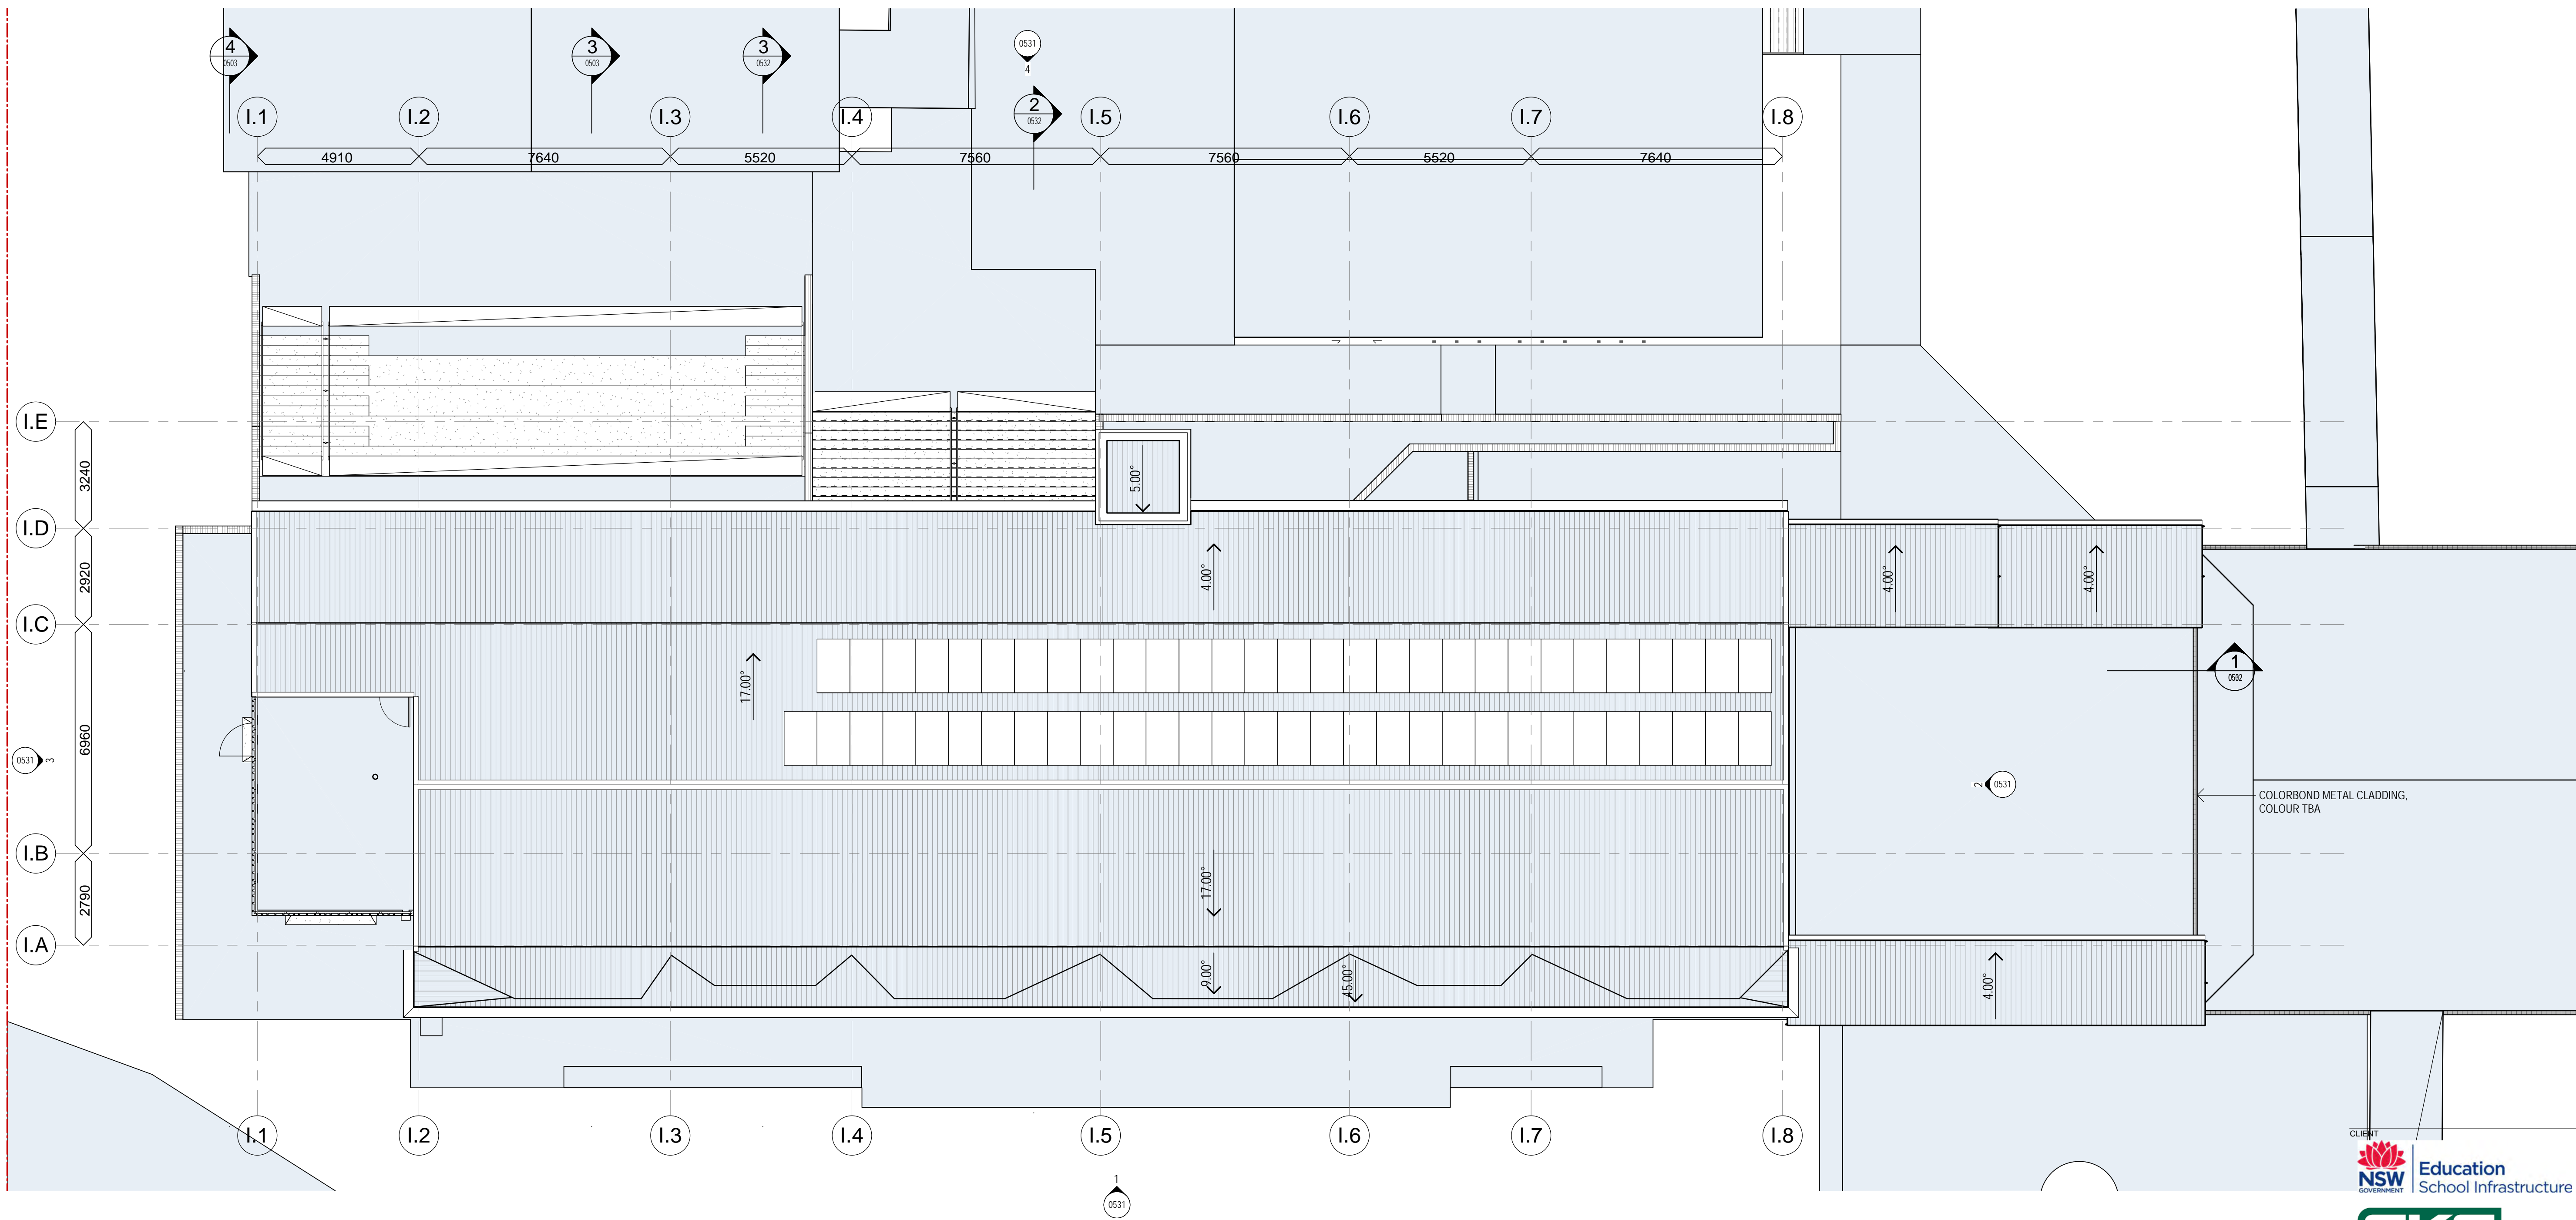 4
0503
3
0503
3
0532
0531
4
2
0532
I.1
I.2
I.3
I.4
I.5
I.6
I.7
I.8
4910
7640
5520
7560
7560
5520
7640
I.E
3240
I.D
2920
I.C
6960
I.B
2790
I.A
0531
3
5.00°
4.00°
4.00°
4.00°
17.00°
1
2
0531
COLORBOND METAL CLADDING,
COLOUR TBA
17.00°
9.00°
45.00°
4.00°
I.1
I.2
I.3
I.4
I.5
I.6
I.7
I.8
1
0531
CLIENT
NSW
GOVERNMENT
Education
School Infrastructure